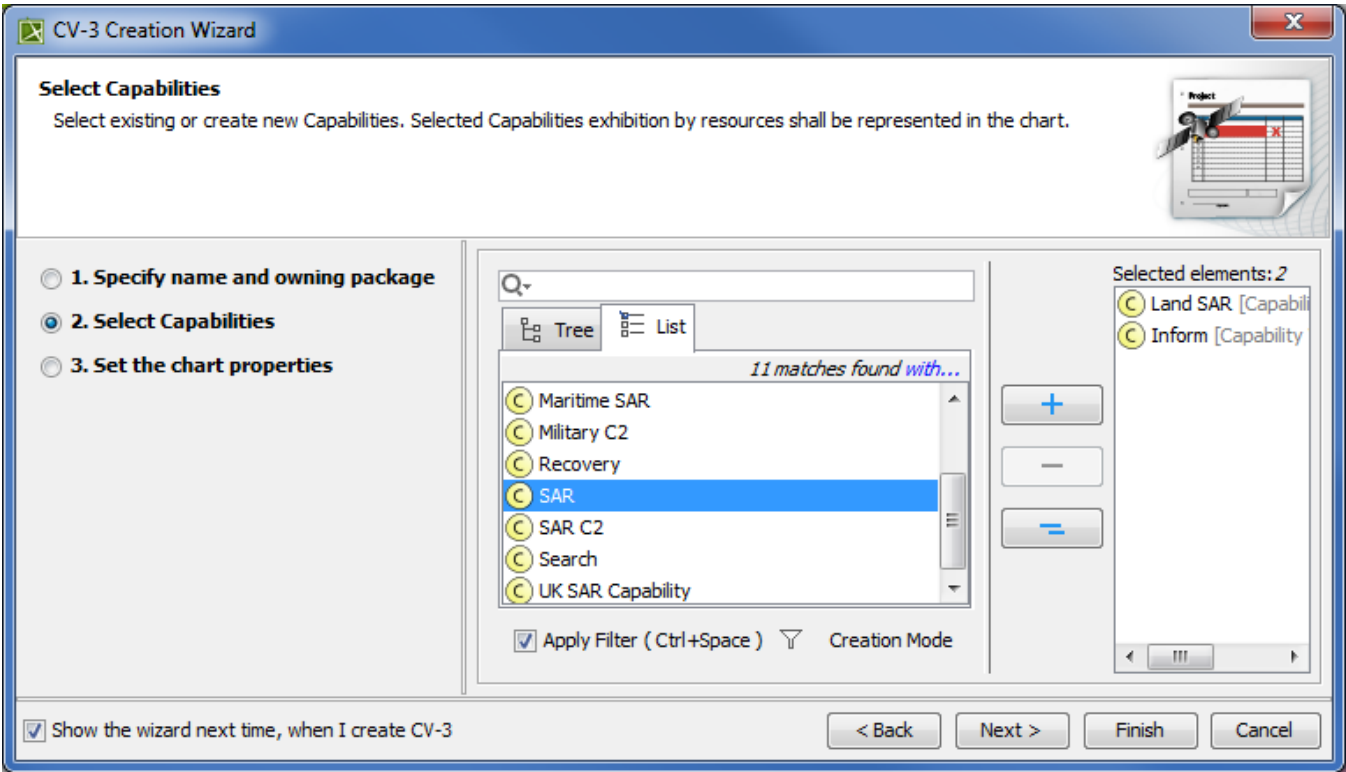 CV-3 Creation Wizard
Select Capabilities
Select existing or create new Capabilities. Selected Capabilities exhibition by resources shall be represented in the chart.
Project
1. Specify name and owning package
2. Select Capabilities
3. Set the chart properties
Tree
List
11 matches found with...
Maritime SAR
Military C2
Recovery
SAR
SAR C2
Search
UK SAR Capability
Apply Filter ( Ctrl+Space )
Creation Mode
Selected elements: 2
Land SAR [Capabili
Inform [Capability
Show the wizard next time, when I create CV-3
< Back
Next >
Finish
Cancel